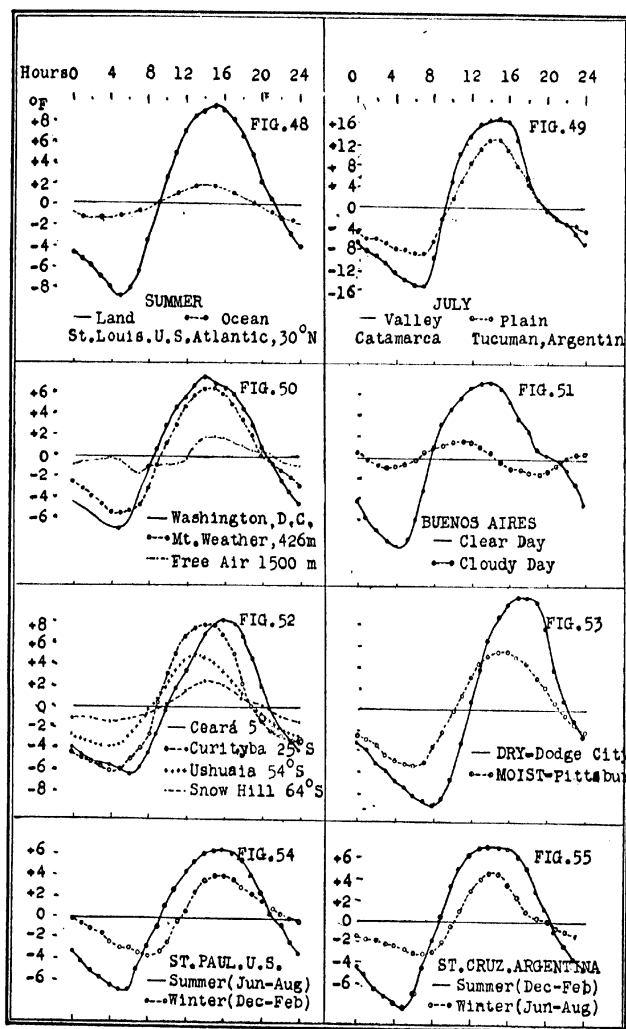 Hours 0 4 8 12 16 20 24
0 4 8 12 16 20 24
°F
+8
+6
+4
+2
0
-2
-4
-6
-8
FIG.48
SUMMER
Land Ocean
St.Louis.U.S.Atlantic,30°N
+16
+12
+8
+4
0
-4
-8
-12
-16
FIG.49
JULY
Valley Plain
Catamarca Tucuman,Argentin
+6
+4
+2
0
-2
-4
-6
FIG.50
Washington,D.C.
Mt.Weather,426m
Free Air 1500 m
FIG.51
BUENOS AIRES
Clear Day
Cloudy Day
+8
+6
+4
+2
0
-2
-4
-6
-8
FIG.52
Ceará 5
Curityba 25°S
Ushuaia 54°S
Snow Hill 64°S
FIG.53
DRY=Dodge City
MOIST=Pittsbur
+6
+4
+2
0
-2
-4
-6
FIG.54
ST.PAUL.U.S.
Summer(Jun-Aug)
Winter(Dec-Feb)
+6
+4
+2
0
-2
-4
-6
FIG.55
ST.CRUZ.ARGENTINA
Summer(Dec-Feb)
Winter(Jun-Aug)